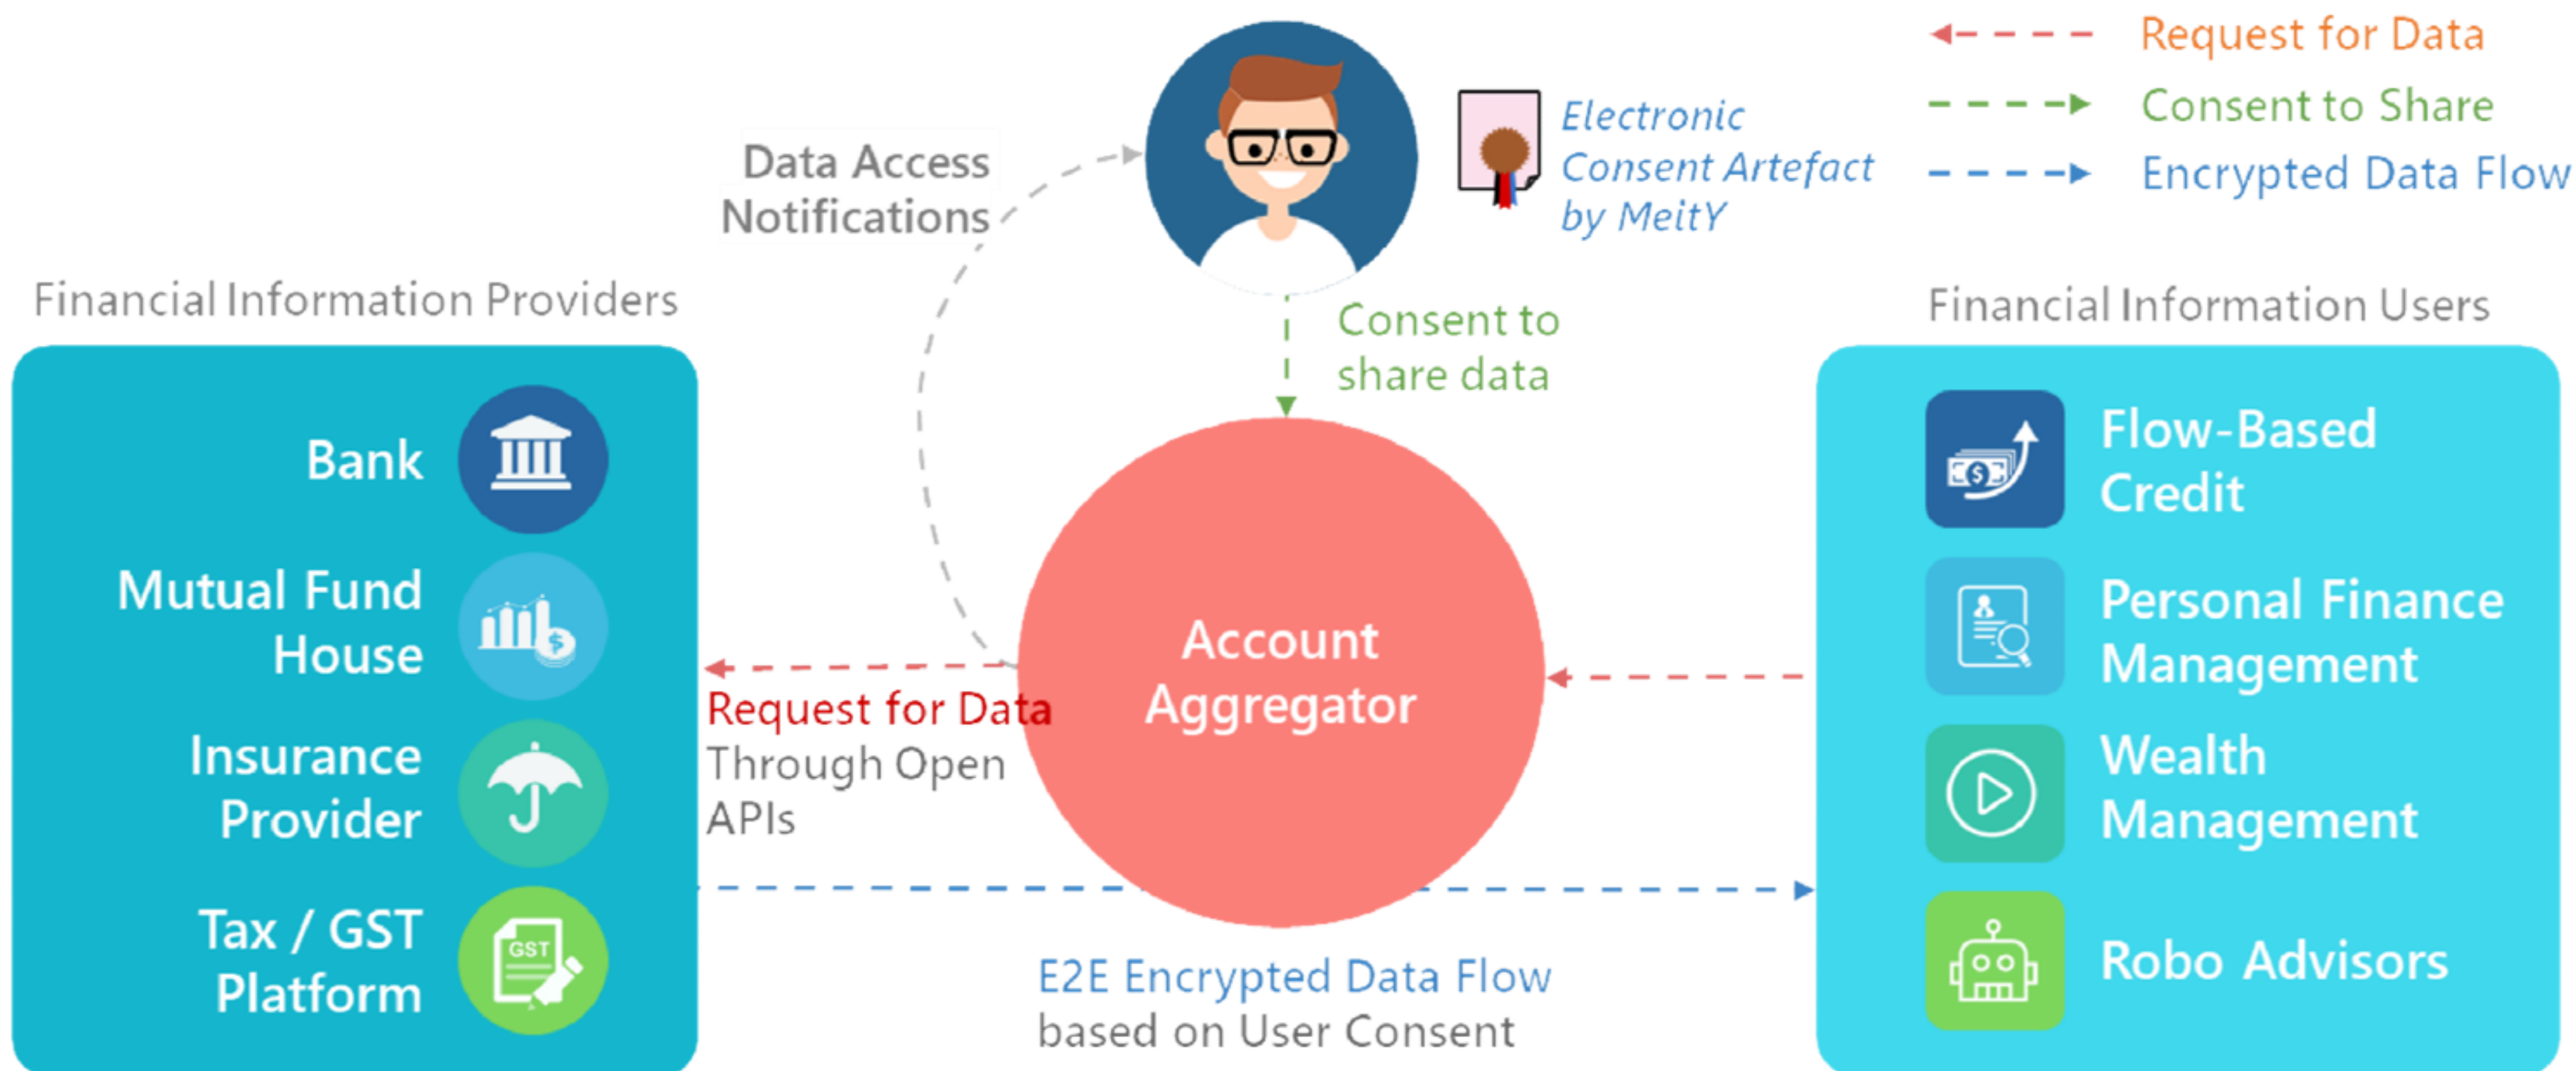 Request for Data
Consent to Share
Encrypted Data Flow
Electronic
Consent Artefact
by MeitY
Data Access
Notifications
Consent to
share data
Financial Information Providers
Bank
Mutual Fund
House
Insurance
Provider
Tax / GST
Platform
GST
Request for Data
Through Open
APIs
Account
Aggregator
E2E Encrypted Data Flow
based on User Consent
Financial Information Users
Flow-Based
Credit
Personal Finance
Management
Wealth
Management
Robo Advisors